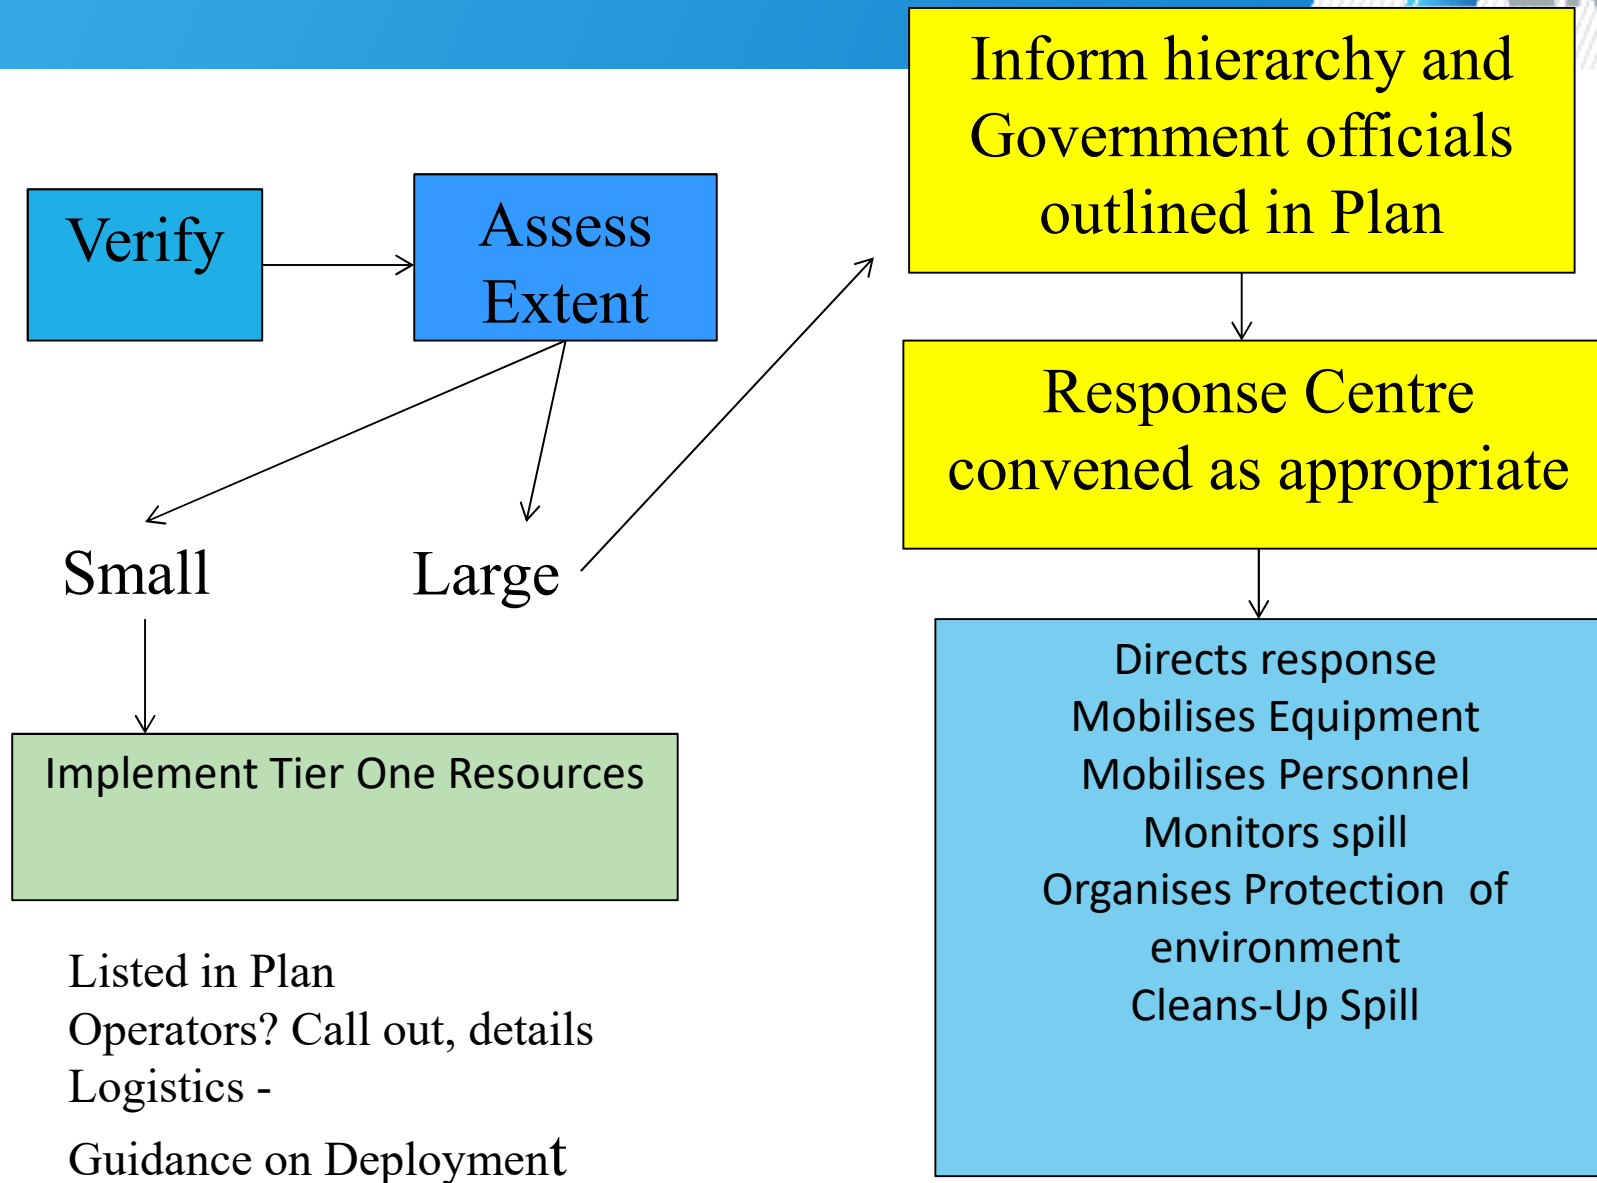 Verify
Assess
Extent
Small
Large
Implement Tier One Resources
Listed in Plan
Operators? Call out, details
Logistics -
Guidance on Deployment
Inform hierarchy and
Government officials
outlined in Plan
Response Centre
convened as appropriate
Directs response
Mobilises Equipment
Mobilises Personnel
Monitors spill
Organises Protection  of
environment
Cleans-Up Spill